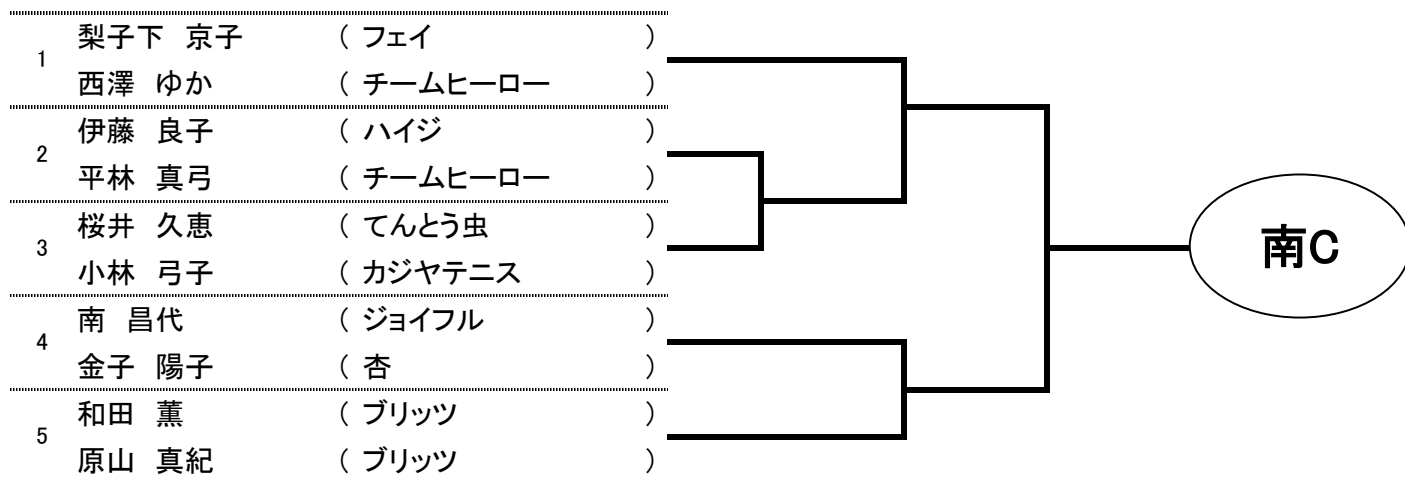 1
梨子下 京子 ( フェイ )
西澤 ゆか ( チームヒーロー )
2
伊藤 良子 ( ハイジ )
平林 真弓 ( チームヒーロー )
3
桜井 久恵 ( てんとう虫 )
小林 弓子 ( カジヤテニス )
4
南 昌代 ( ジョイフル )
金子 陽子 ( 杏 )
5
和田 薫 ( ブリッツ )
原山 真紀 ( ブリッツ )
南C